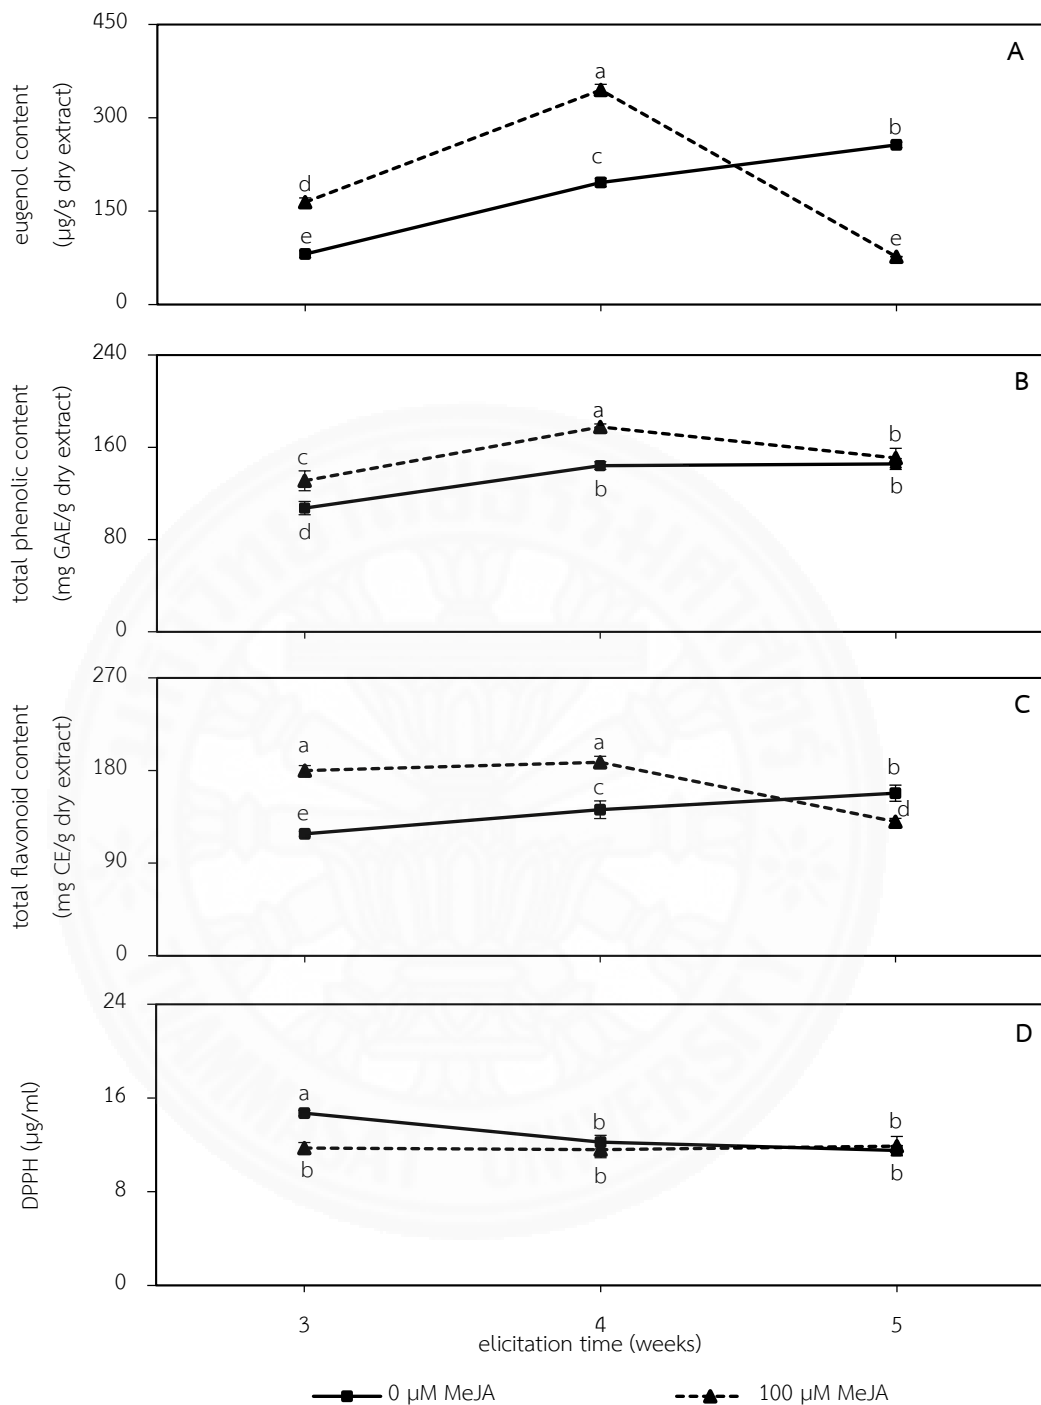 450
A
a
300
b
c
d
150
e
e
0
eugenol content
(µg/g dry extract)
240
B
a
b
160
c
b
b
d
80
0
total phenolic content
(mg GAE/g dry extract)
270
C
a
a
b
180
c
d
e
90
0
total flavonoid content
(mg CE/g dry extract)
24
D
16
a
b
b
b
b
b
8
0
DPPH (µg/ml)
3 4 5
elicitation time (weeks)
0 µM MeJA 100 µM MeJA
THAMMASAT UNIVERSITY